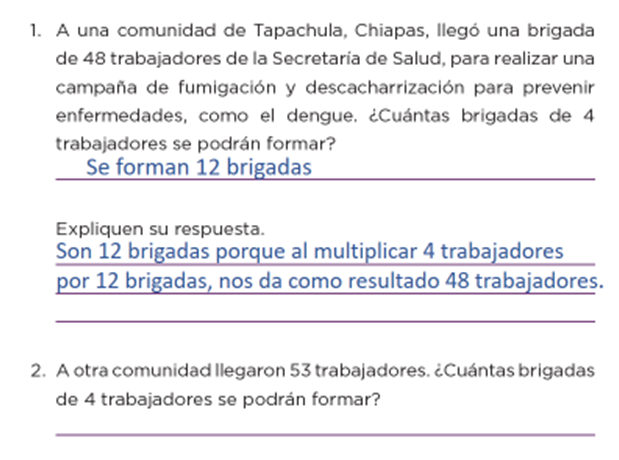 1. A una comunidad de Tapachula, Chiapas, llegó una brigada
de 48 trabajadores de la Secretaría de Salud, para realizar una
campaña de fumigación y descacharrización para prevenir
enfermedades, como el dengue. ¿Cuántas brigadas de 4
trabajadores se podrán formar?
Se forman 12 brigadas
Expliquen su respuesta.
Son 12 brigadas porque al multiplicar 4 trabajadores
por 12 brigadas, nos da como resultado 48 trabajadores.
2. A otra comunidad llegaron 53 trabajadores. ¿Cuántas brigadas
de 4 trabajadores se podrán formar?